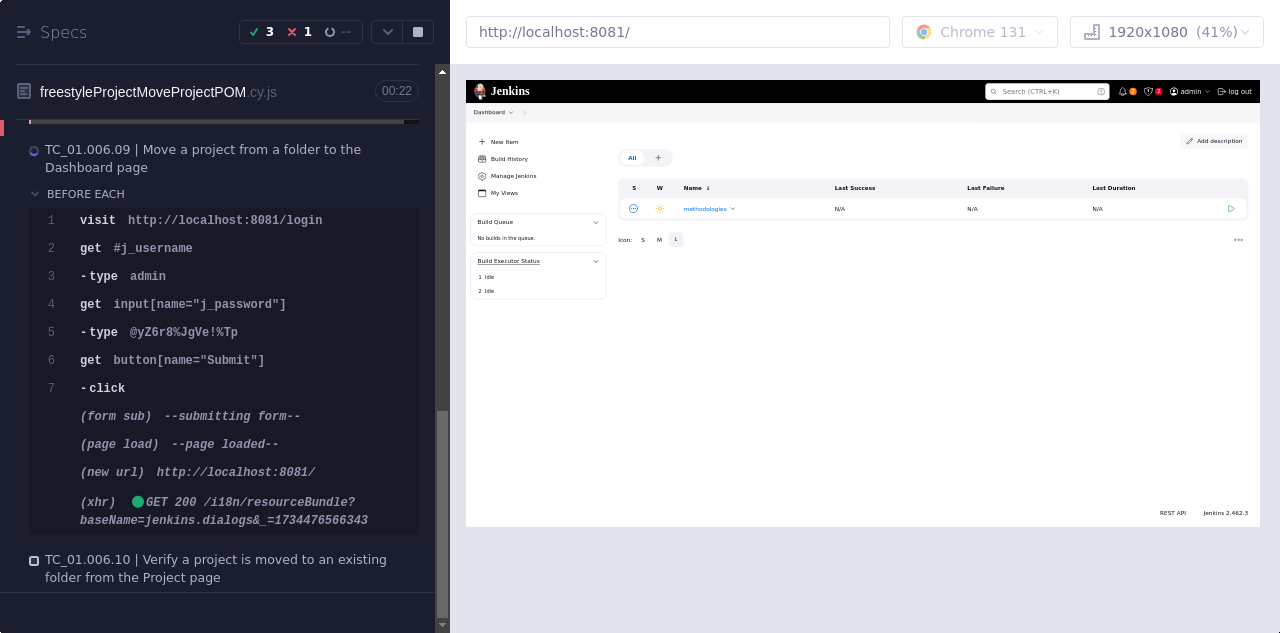 Specs
3 1 --
freestyleProjectMoveProjectPOM.cy.js 00:22
TC_01.006.09 | Move a project from a folder to the
Dashboard page
BEFORE EACH
1 visit http://localhost:8081/login
2 get #j_username
3 -type admin
4 get input[name="j_password"]
5 -type @yZ6r8%JgVe!%Tp
6 get button[name="Submit"]
7 -click
(form sub) --submitting form--
(page load) --page loaded--
(new url) http://localhost:8081/
(xhr) GET 200 /i18n/resourceBundle?
baseName=jenkins.dialogs&_=1734476566343
TC_01.006.10 | Verify a project is moved to an existing
folder from the Project page
http://localhost:8081/
Chrome 131
1920x1080 (41%)
Jenkins
Search (CTRL+K)
2
2
admin
log out
Dashboard
New Item
Build History
Manage Jenkins
My Views
Build Queue
No builds in the queue.
Build Executor Status
1 Idle
2 Idle
Add description
All +
S W Name ↓ Last Success Last Failure Last Duration
methodologies N/A N/A N/A
Icon: S M L
REST API Jenkins 2.462.3